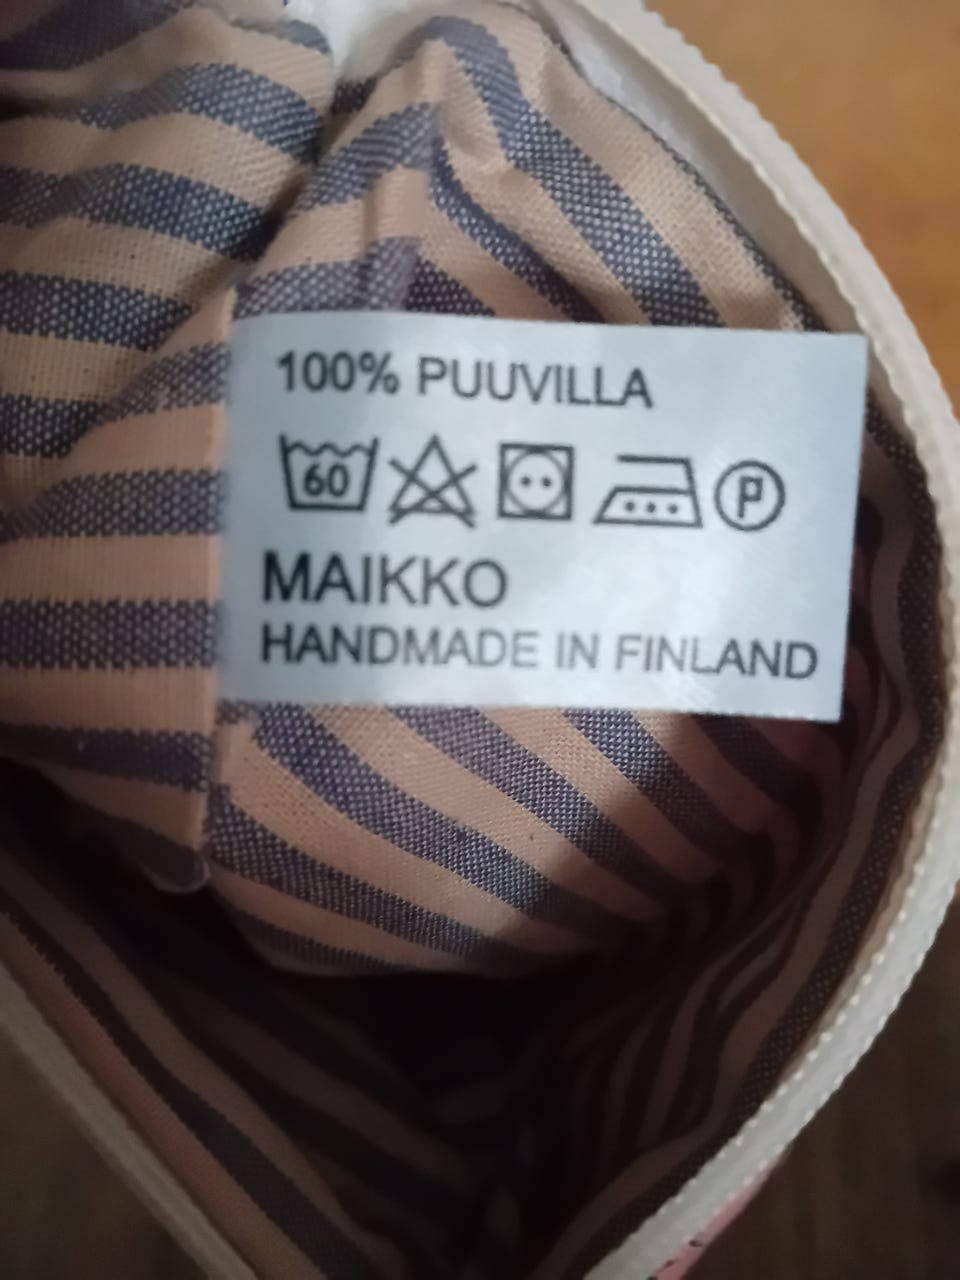 100% PUUVILLA
60 P
MAIKKO
HANDMADE IN FINLAND